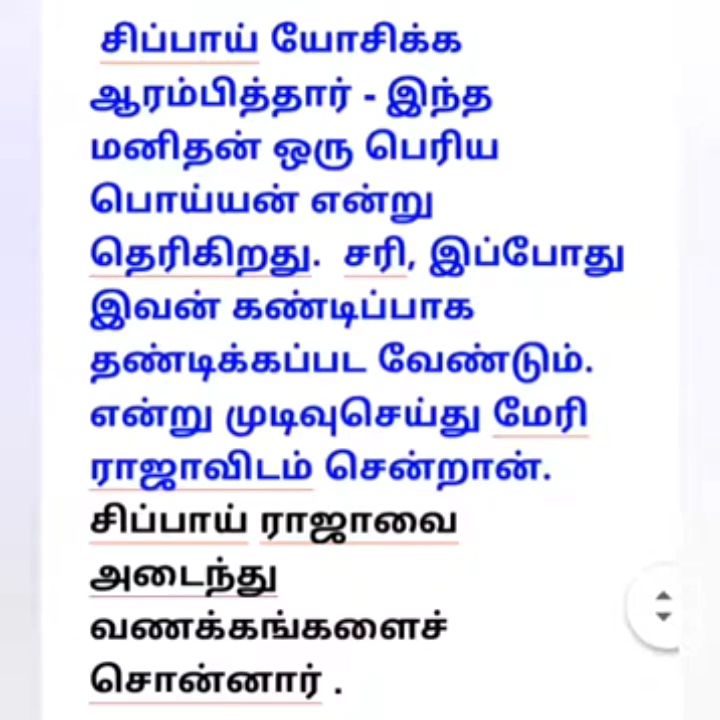 சிப்பாய் யோசிக்க
ஆரம்பித்தார் - இந்த
மனிதன் ஒரு பெரிய
பொய்யன் என்று
தெரிகிறது. சரி, இப்போது
இவன் கண்டிப்பாக
தண்டிக்கப்பட வேண்டும்.
என்று முடிவுசெய்து மேரி
ராஜாவிடம் சென்றான்.
சிப்பாய் ராஜாவை
அடைந்து
வணக்கங்களைச்
சொன்னார் .